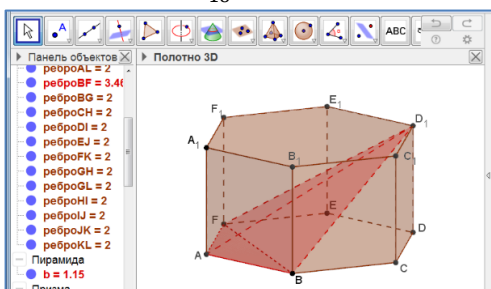 ABC
Панель объектов
Полотно 3D
реброAL = 2
реброBF = 3.46
реброBG = 2
реброCH = 2
реброDI = 2
реброEJ = 2
реброFK = 2
реброGH = 2
реброGL = 2
реброHI = 2
реброIJ = 2
реброJK = 2
реброKL = 2
Пирамида
b = 1.15
Призма
F1
E1
D1
A1
B1
C1
F
E
D
A
B
C